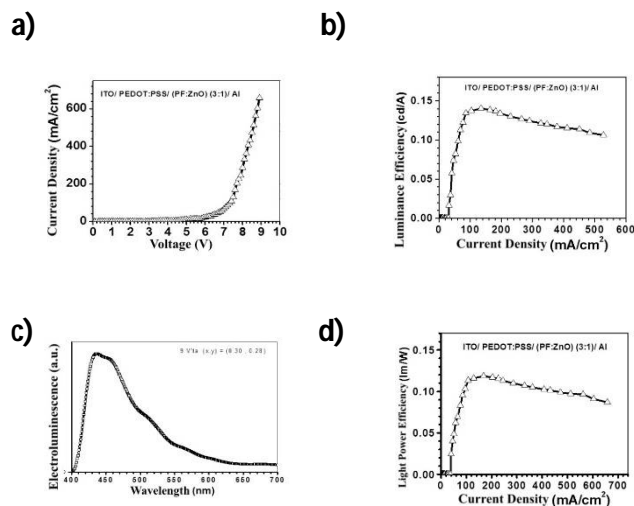 a)
ITO/ PEDOT:PSS/ (PF:ZnO) (3:1)/ Al
Current Density (mA/cm²)
600
400
200
0
0 1 2 3 4 5 6 7 8 9 10
Voltage (V)
b)
ITO/ PEDOT:PSS/ (PF:ZnO) (3:1)/ Al
Luminance Efficiency (cd/A)
0.15
0.10
0.05
0.00
0 100 200 300 400 500 600
Current Density (mA/cm²)
c)
(x,y) = (0.30 , 0.28)
Electroluminescence (a.u.)
400 450 500 550 600 650 700
Wavelength (nm)
d)
ITO/ PEDOT:PSS/ (PF:ZnO) (3:1)/ Al
Light Power Efficiency (lm/W)
0.15
0.10
0.05
0.00
0 100 200 300 400 500 600 700
Current Density (mA/cm²)